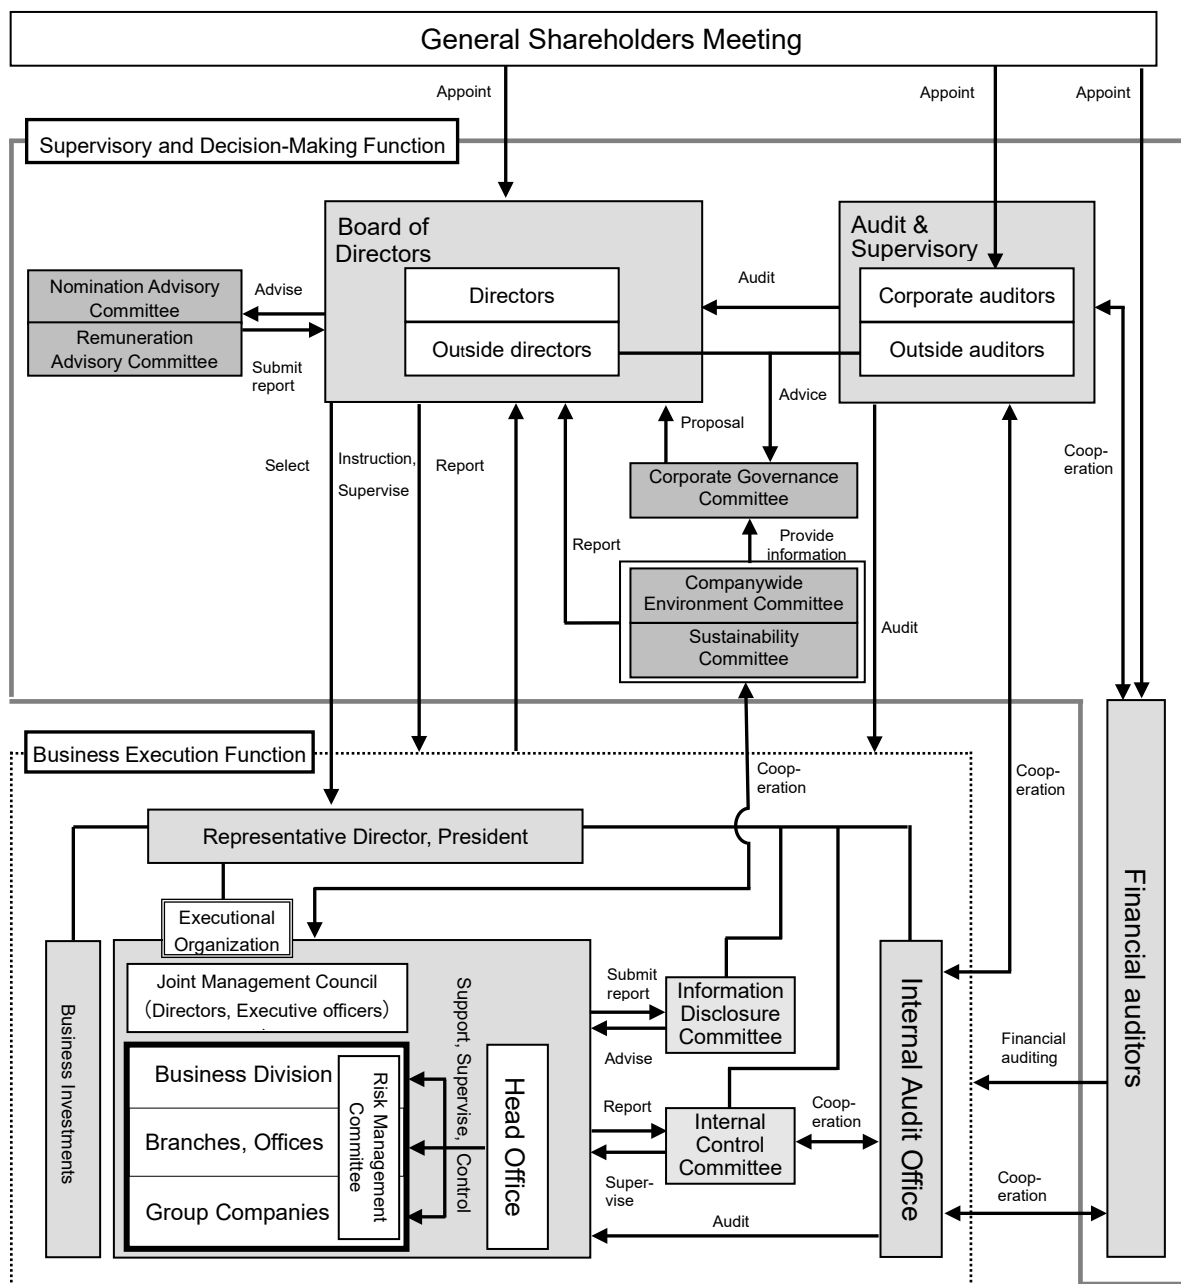 General Shareholders Meeting
Appoint
Appoint
Appoint
Supervisory and Decision-Making Function
Board of
Directors
Directors
Outside directors
Audit &
Supervisory
Corporate auditors
Outside auditors
Nomination Advisory
Committee
Remuneration
Advisory Committee
Advise
Submit
report
Audit
Advice
Proposal
Select
Instruction,
Supervise
Report
Corporate Governance
Committee
Provide
information
Report
Companywide
Environment Committee
Sustainability
Committee
Audit
Coop-
eration
Business Execution Function
Coop-
eration
Coop-
eration
Representative Director, President
Executional
Organization
Joint Management Council
(Directors, Executive officers)
Business Investments
Business Division
Branches, Offices
Group Companies
Risk Management
Committee
Support, Supervise, Control
Head Office
Submit
report
Advise
Information
Disclosure
Committee
Report
Super-
vise
Internal
Control
Committee
Coop-
eration
Audit
Internal Audit Office
Financial
auditing
Coop-
eration
Financial auditors